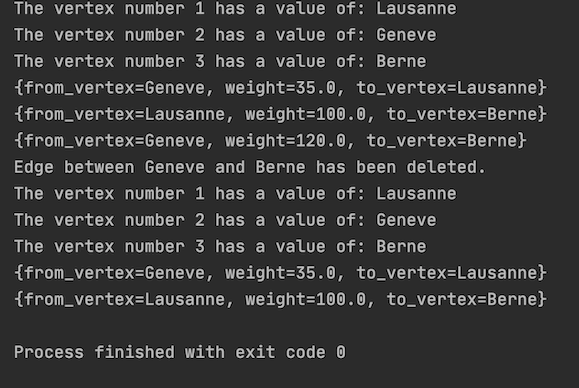 The vertex number 1 has a value of: Lausanne
The vertex number 2 has a value of: Geneve
The vertex number 3 has a value of: Berne
{from_vertex=Geneve, weight=35.0, to_vertex=Lausanne}
{from_vertex=Lausanne, weight=100.0, to_vertex=Berne}
{from_vertex=Geneve, weight=120.0, to_vertex=Berne}
Edge between Geneve and Berne has been deleted.
The vertex number 1 has a value of: Lausanne
The vertex number 2 has a value of: Geneve
The vertex number 3 has a value of: Berne
{from_vertex=Geneve, weight=35.0, to_vertex=Lausanne}
{from_vertex=Lausanne, weight=100.0, to_vertex=Berne}
Process finished with exit code 0